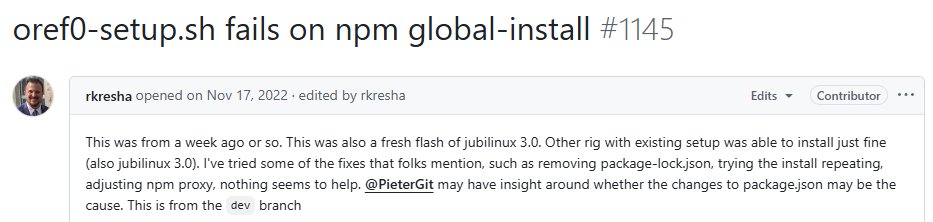 oref0-setup.sh fails on npm global-install #1145
rkresha opened on Nov 17, 2022 · edited by rkresha Edits Contributor ···
This was from a week ago or so. This was also a fresh flash of jubilinux 3.0. Other rig with existing setup was able to install just fine
(also jubilinux 3.0). I've tried some of the fixes that folks mention, such as removing package-lock.json, trying the install repeating,
adjusting npm proxy, nothing seems to help. @PieterGit may have insight around whether the changes to package.json may be the
cause. This is from the dev branch